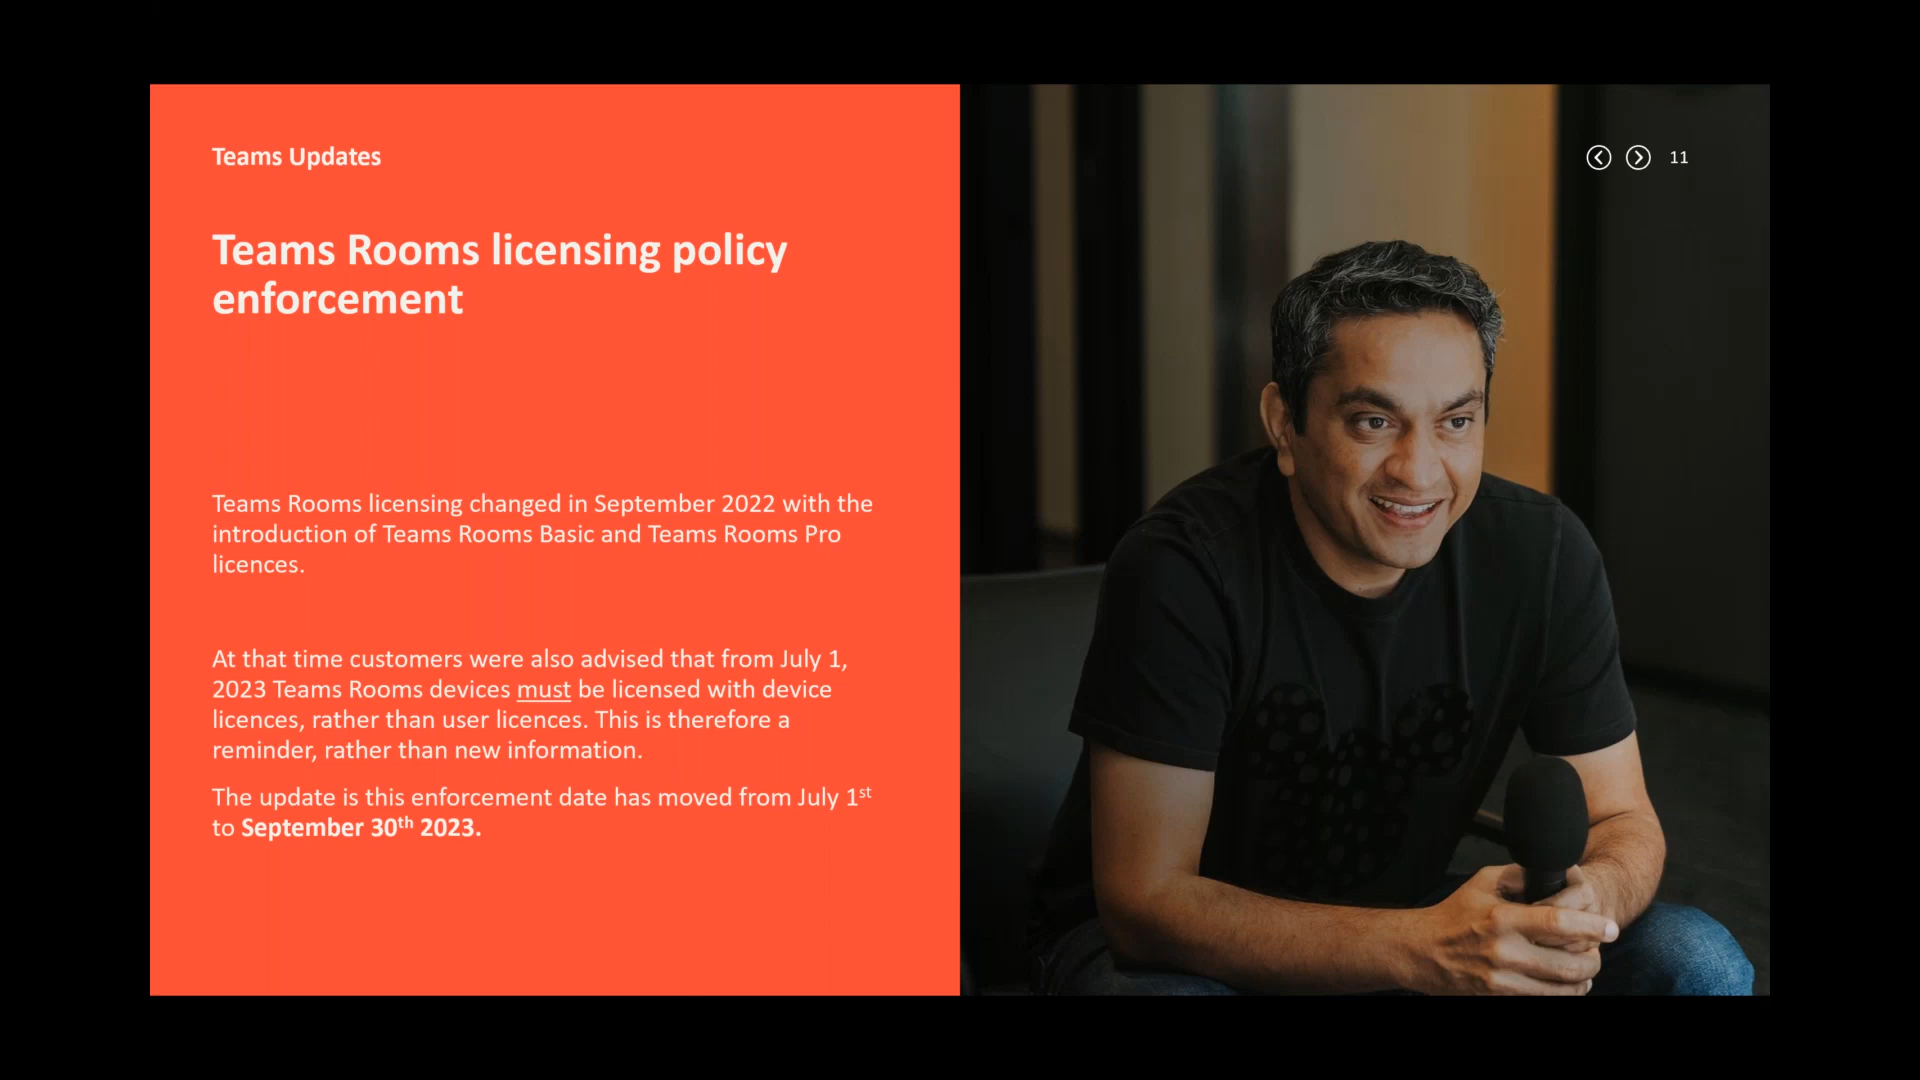 Teams Updates
11
Teams Rooms licensing policy
enforcement
Teams Rooms licensing changed in September 2022 with the
introduction of Teams Rooms Basic and Teams Rooms Pro
licences.
At that time customers were also advised that from July 1,
2023 Teams Rooms devices must be licensed with device
licences, rather than user licences. This is therefore a
reminder, rather than new information.
The update is this enforcement date has moved from July 1st
to September 30th 2023.